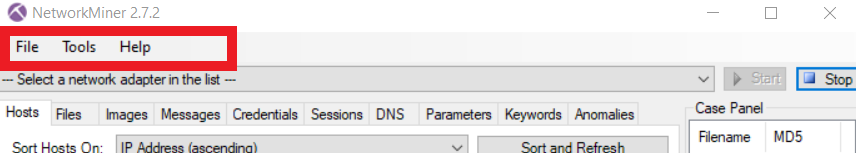 NetworkMiner 2.7.2
File Tools Help
--- Select a network adapter in the list ---
Start Stop
Hosts Files Images Messages Credentials Sessions DNS Parameters Keywords Anomalies
Case Panel
Sort Hosts On: IP Address (ascending) Sort and Refresh
Filename MD5